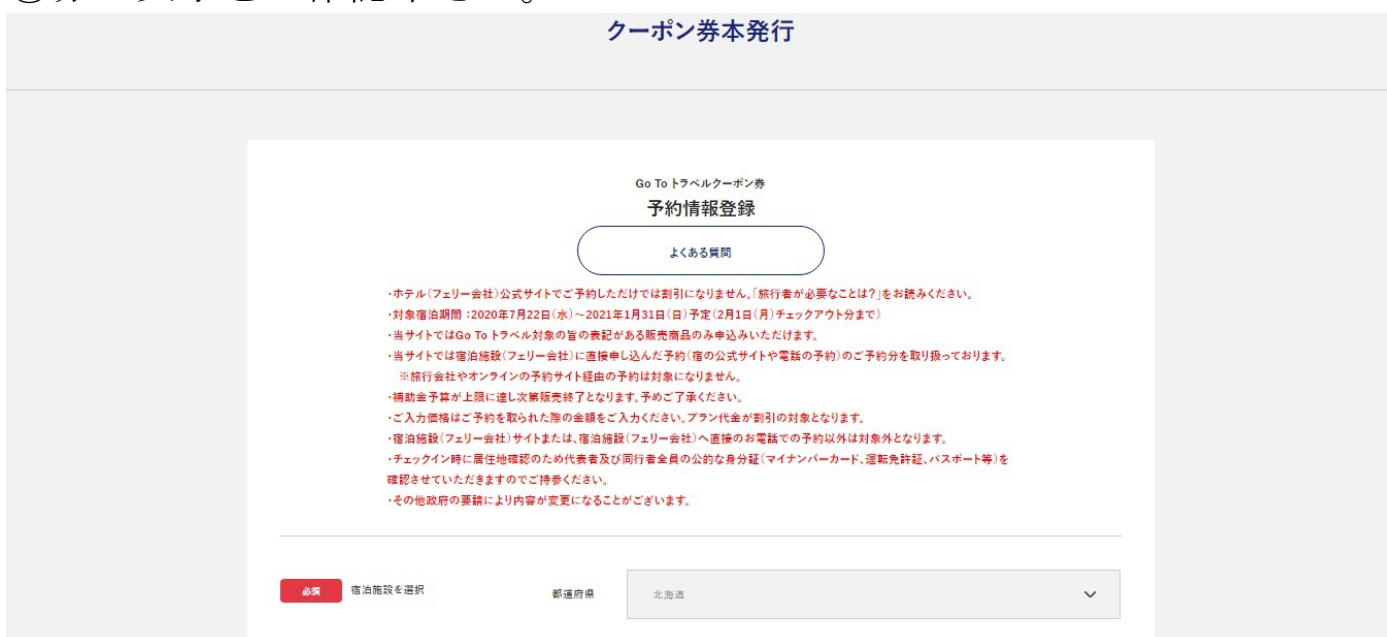 クーポン券本発行
Go To トラベルクーポン券
予約情報登録
よくある質問
・ホテル（フェリー会社）公式サイトでご予約しただけでは割引になりません。「旅行者が必要なことは？」をお読みください。
・対象宿泊期間：2020年7月22日（水）～2021年1月31日（日）予定（2月1日（月）チェックアウト分まで）
・当サイトではGo To トラベル対象の旨の表記がある販売商品のみ申込みいただけます。
・当サイトでは宿泊施設（フェリー会社）に直接申し込んだ予約（宿の公式サイトや電話の予約）のご予約分を取り扱っております。
※旅行会社やオンラインの予約サイト経由の予約は対象になりません。
・補助金予算が上限に達し次第販売終了となります。予めご了承ください。
・ご入力価格はご予約を取られた際の金額をご入力ください。プラン代金が割引の対象となります。
・宿泊施設（フェリー会社）サイトまたは、宿泊施設（フェリー会社）へ直接のお電話での予約以外は対象外となります。
・チェックイン時に居住地確認のため代表者及び同行者全員の公的な身分証（マイナンバーカード、運転免許証、パスポート等）を
確認させていただきますのでご持参ください。
・その他政府の要請により内容が変更になることがございます。
必須 宿泊施設を選択 都道府県 北海道